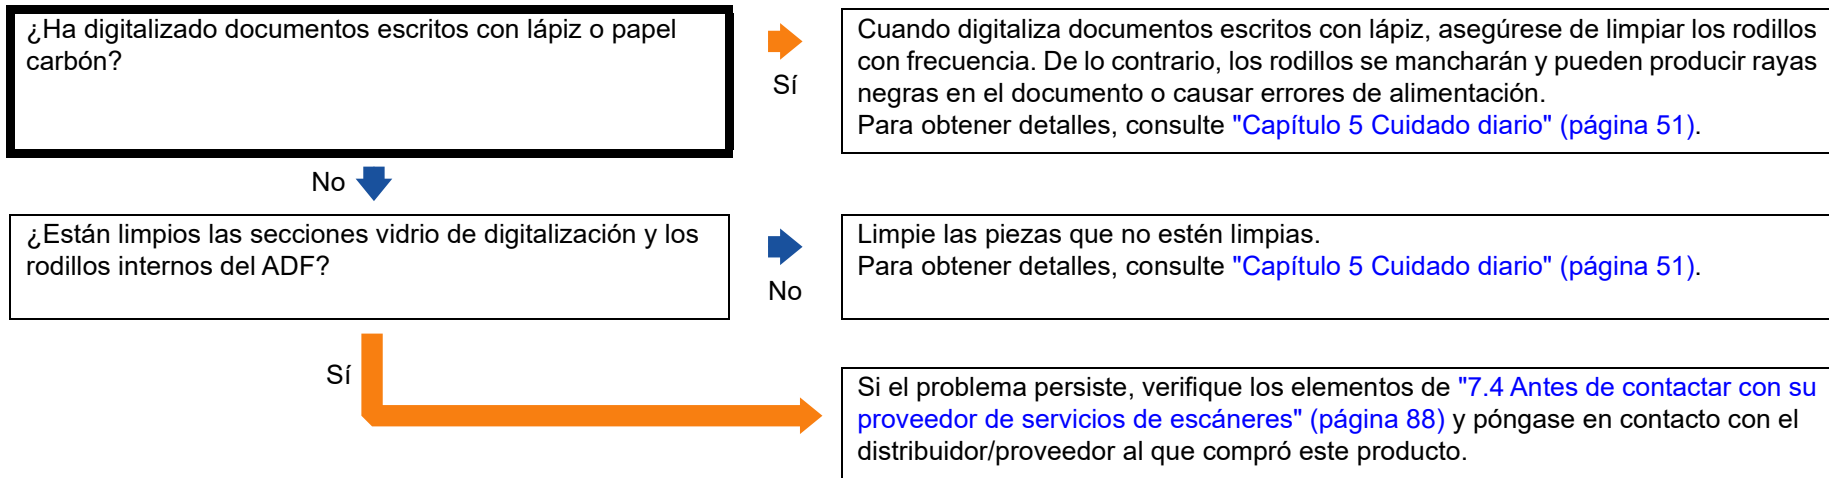 ¿Ha digitalizado documentos escritos con lápiz o papel
carbón?
Sí
Cuando digitaliza documentos escritos con lápiz, asegúrese de limpiar los rodillos
con frecuencia. De lo contrario, los rodillos se mancharán y pueden producir rayas
negras en el documento o causar errores de alimentación.
Para obtener detalles, consulte "Capítulo 5 Cuidado diario" (página 51).
No
¿Están limpios las secciones vidrio de digitalización y los
rodillos internos del ADF?
No
Limpie las piezas que no estén limpias.
Para obtener detalles, consulte "Capítulo 5 Cuidado diario" (página 51).
Sí
Si el problema persiste, verifique los elementos de "7.4 Antes de contactar con su
proveedor de servicios de escáneres" (página 88) y póngase en contacto con el
distribuidor/proveedor al que compró este producto.